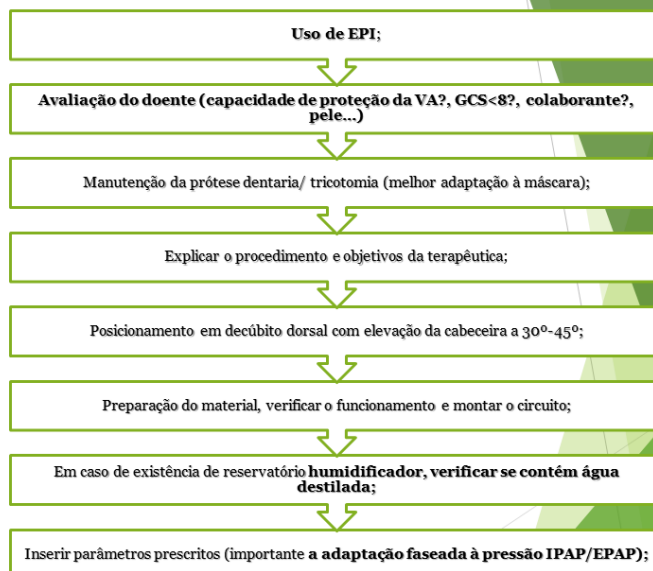 Uso de EPI;
Avaliação do doente (capacidade de proteção da VA?, GCS<8?, colaborante?,
pele...)
Manutenção da prótese dentaria/ tricotomia (melhor adaptação à máscara);
Explicar o procedimento e objetivos da terapêutica;
Posicionamento em decúbito dorsal com elevação da cabeceira a 30º-45º;
Preparação do material, verificar o funcionamento e montar o circuito;
Em caso de existência de reservatório humidificador, verificar se contém água
destilada;
Inserir parâmetros prescritos (importante a adaptação faseada à pressão IPAP/EPAP);